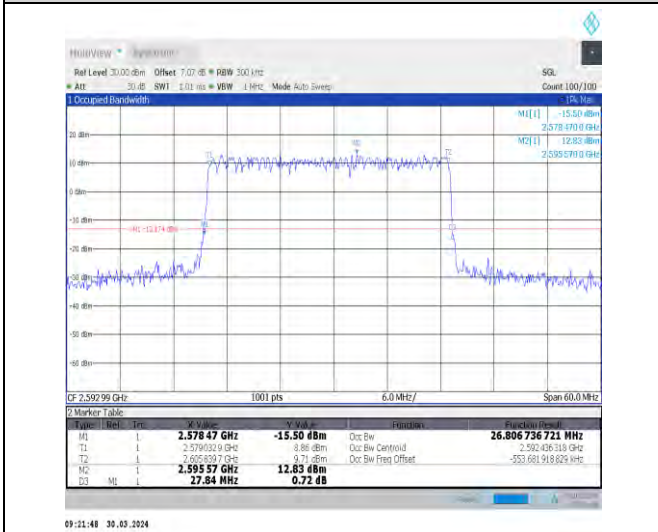 MultiView
Ref Level 30.00 dBm Offset 7.07 dB RBW 300 kHz SGL
Att 30 dB SWT 1.01 ms VBW 1 MHz Mode Auto Sweep Count 100/100
1 Occupied Bandwidth 1Pk Max
M1[1] -15.50 dBm
2.578 470 0 GHz
M2[1] 12.83 dBm
2.595 570 0 GHz
20 dBm
10 dBm
0 dBm
-10 dBm
-20 dBm
-30 dBm
-40 dBm
-50 dBm
-60 dBm
CF 2.592 99 GHz 1001 pts 6.0 MHz/ Span 60.0 MHz
2 Marker Table
Type Ref Trc X Value Y Value Function Function Result
M1 1 2.578 47 GHz -15.50 dBm Occ Bw 26.806 736 721 MHz
T1 1 2.5790329 GHz 8.86 dBm Occ Bw Centroid 2.592 436 318 GHz
T2 1 2.6058397 GHz 9.71 dBm Occ Bw Freq Offset -553.681 918 829 kHz
M2 1 2.595 57 GHz 12.83 dBm
D3 M1 1 27.84 MHz 0.72 dB
09:21:48 30.03.2024